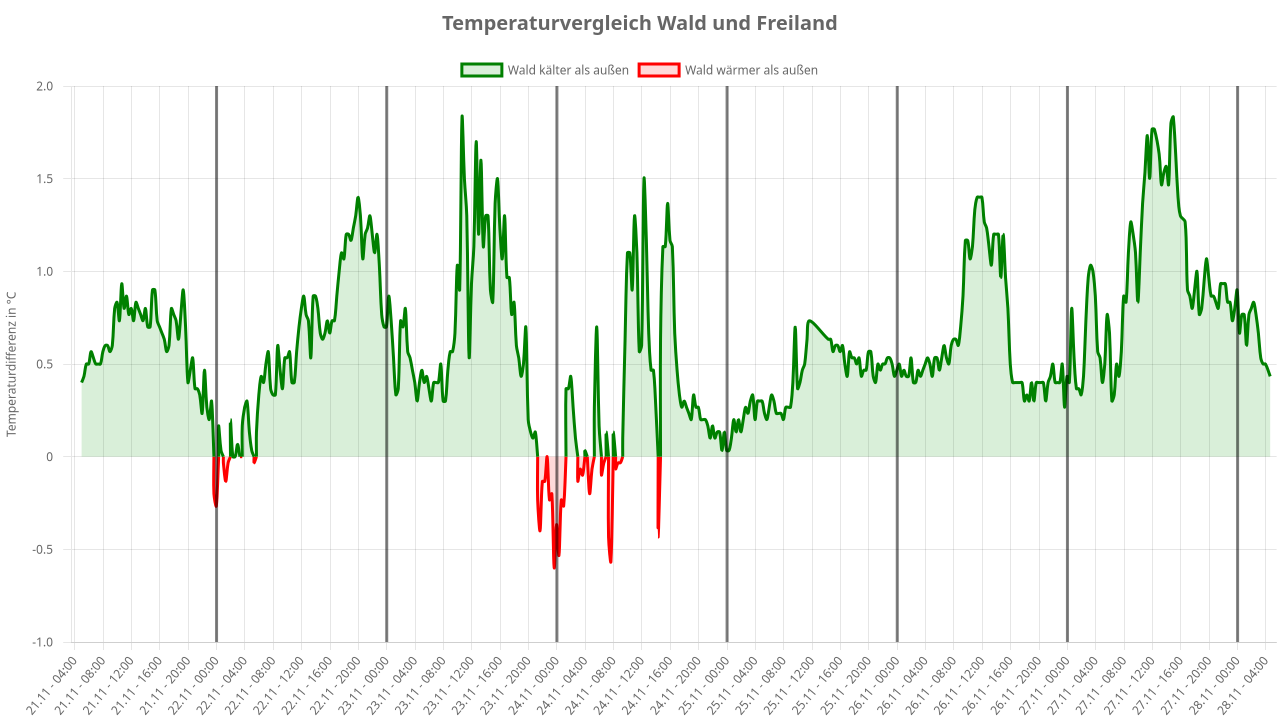 Temperaturvergleich Wald und Freiland
Wald kälter als außen
Wald wärmer als außen
Temperaturdifferenz in °C
2.0
1.5
1.0
0.5
0
-0.5
-1.0
21.11 - 04:00
21.11 - 08:00
21.11 - 12:00
21.11 - 16:00
21.11 - 20:00
22.11 - 00:00
22.11 - 04:00
22.11 - 08:00
22.11 - 12:00
22.11 - 16:00
22.11 - 20:00
23.11 - 00:00
23.11 - 04:00
23.11 - 08:00
23.11 - 12:00
23.11 - 16:00
23.11 - 20:00
24.11 - 00:00
24.11 - 04:00
24.11 - 08:00
24.11 - 12:00
24.11 - 16:00
24.11 - 20:00
25.11 - 00:00
25.11 - 04:00
25.11 - 08:00
25.11 - 12:00
25.11 - 16:00
25.11 - 20:00
26.11 - 00:00
26.11 - 04:00
26.11 - 08:00
26.11 - 12:00
26.11 - 16:00
26.11 - 20:00
27.11 - 00:00
27.11 - 04:00
27.11 - 08:00
27.11 - 12:00
27.11 - 16:00
27.11 - 20:00
28.11 - 00:00
28.11 - 04:00